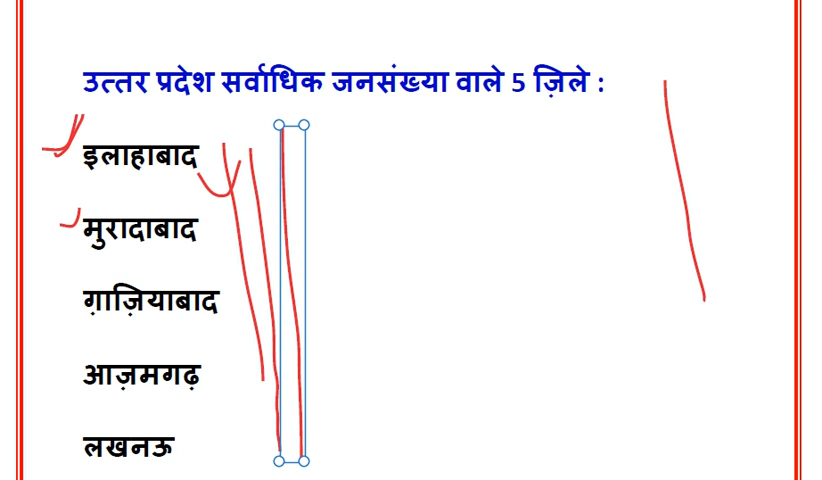 उत्तर प्रदेश सर्वाधिक जनसंख्या वाले 5 ज़िले :
इलाहाबाद
मुरादाबाद
ग़ाज़ियाबाद
आज़मगढ़
लखनऊ